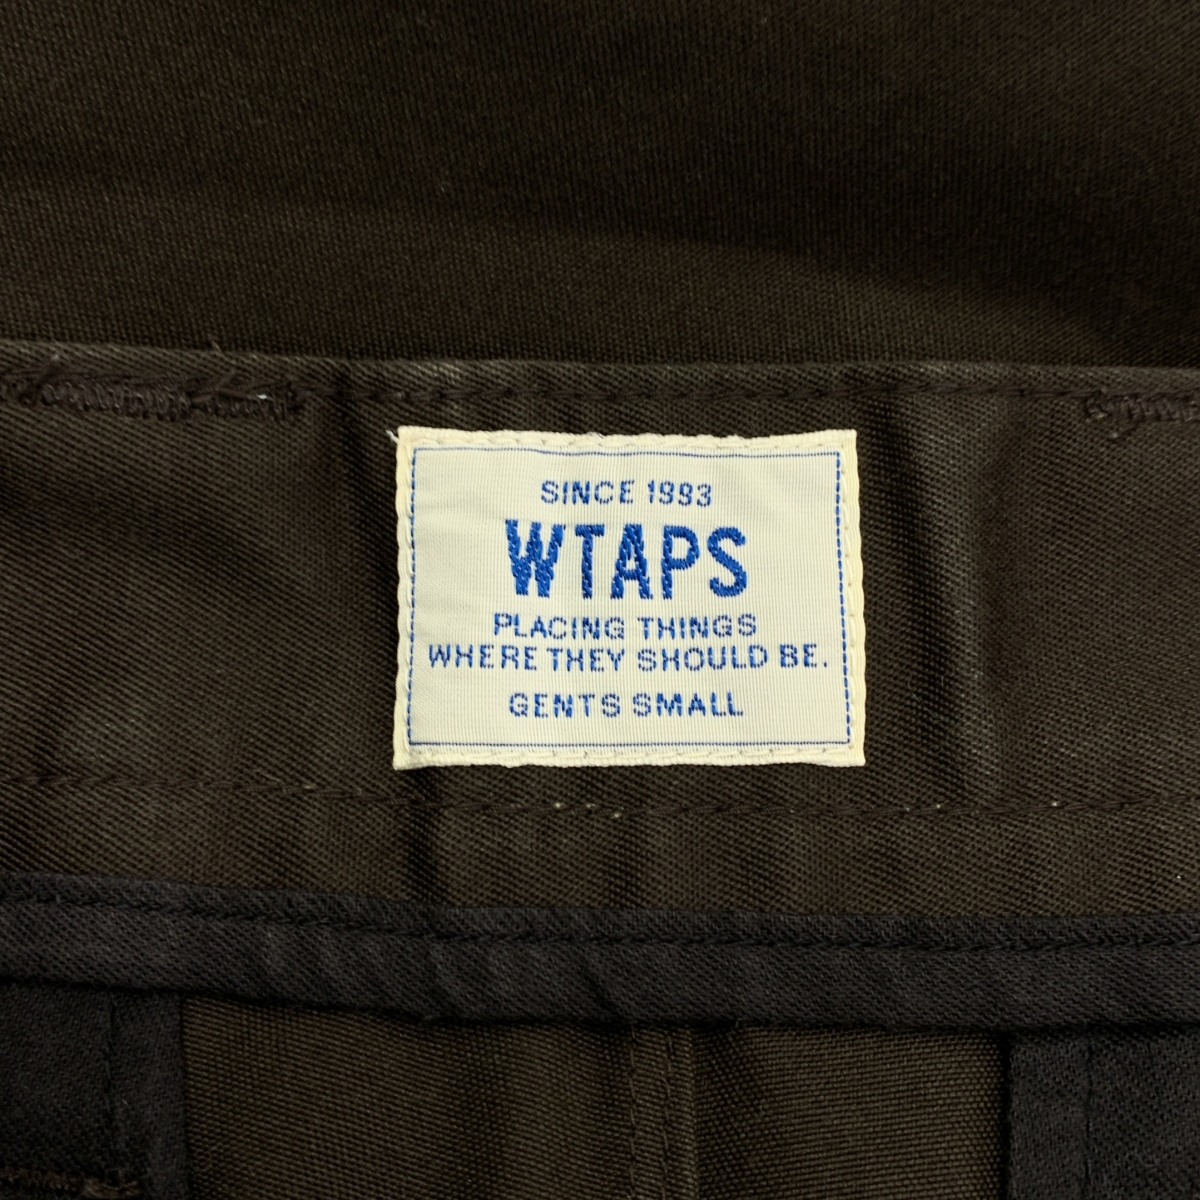 SINCE 1993
WTAPS
PLACING THINGS
WHERE THEY SHOULD BE.
GENTS SMALL